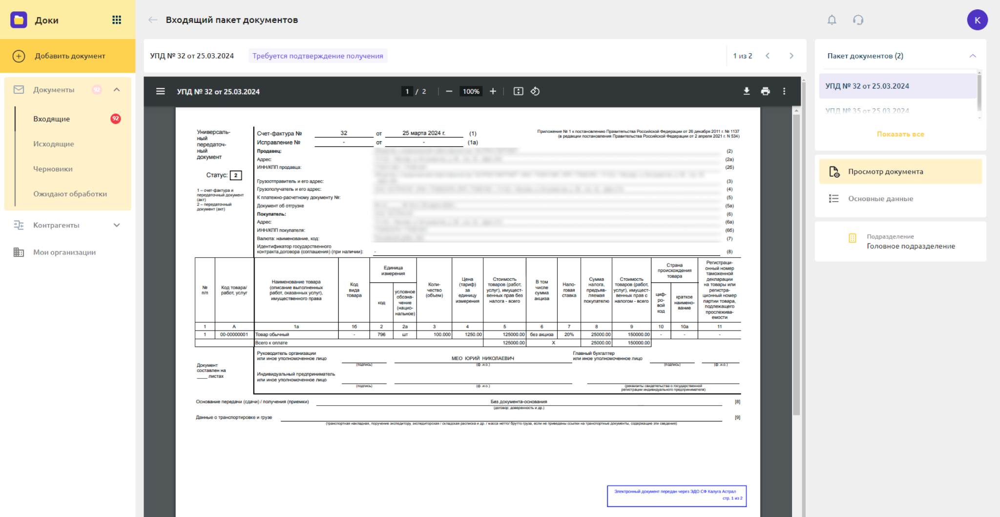 Доки
Добавить документ
Документы 92
Входящие 92
Исходящие
Черновики
Ожидают обработки
Контрагенты
Мои организации
Входящий пакет документов
К
УПД № 32 от 25.03.2024 Требуется подтверждение получения 1 из 2
УПД № 32 от 25.03.2024 1 / 2 100%
Универсаль-
ный
передаточ-
ный
документ
Статус: 2
1 – счет-фактура и
передаточный документ
(акт)
2 – передаточный
документ (акт)
Счет-фактура № 32 от 25 марта 2024 г. (1)
Исправление № - от - (1а)
Приложение № 1 к постановлению Правительства Российской Федерации от 26 декабря 2011 г. № 1137
(в редакции постановления Правительства Российской Федерации от 2 апреля 2021 г. N 534)
Продавец: (2)
Адрес: (2а)
ИНН/КПП продавца: (2б)
Грузоотправитель и его адрес: (3)
Грузополучатель и его адрес: (4)
К платежно-расчетному документу №: (5)
Документ об отгрузке (5а)
Покупатель: (6)
Адрес: (6а)
ИНН/КПП покупателя: (6б)
Валюта: наименование, код: (7)
Идентификатор государственного
контракта,договора (соглашения) (при наличии): - (8)
№
п/п
Код товара/
работ, услуг
Наименование товара
(описание выполненных
работ, оказанных услуг),
имущественного права
Код
вида
товара
Единица
измерения
код
условное
обозна-
чение
(нацио-
нальное)
Коли-
чество
(объем)
Цена
(тариф)
за
единицу
измерения
Стоимость
товаров (работ,
услуг), имущест-
венных прав без
налога - всего
В том
числе
сумма
акциза
Нало-
говая
ставка
Сумма
налога,
предъяв-
ляемая
покупателю
Стоимость
товаров (работ,
услуг), имущест-
венных прав с
налогом - всего
Страна
происхождения
товара
циф-
ро-
вой
код
краткое
наимено-
вание
Регистраци-
онный номер
таможенной
декларации
на товары или
регистра-
ционный номер
партии товара,
подлежащего
прослежива-
емости
1 А 1а 1б 2 2а 3 4 5 6 7 8 9 10 10а 11
1 00-00000001 Товар обычный - 796 шт 100.000 1250.00 125000.00 без акциза 20% 25000.00 150000.00 - - -
Всего к оплате 125000.00 Х 25000.00 150000.00
Документ
составлен на
____ листах
Руководитель организации
или иное уполномоченное лицо МЕО ЮРИЙ НИКОЛАЕВИЧ
(подпись) (ф .и.о.)
Главный бухгалтер
или иное уполномоченное лицо
(подпись) (ф .и.о.)
Индивидуальный предприниматель
или иное уполномоченное лицо
(подпись) (ф .и.о.)
(реквизиты свидетельства о государственной
регистрации индивидуального предпринимателя)
Основание передачи (сдачи) / получения (приемки) Без документа-основания [8]
(договор; доверенность и др.)
Данные о транспортировке и грузе [9]
(транспортная накладная, поручение экспедитору, экспедиторская / складская расписка и др. / масса нетто/ брутто груза, если не приведены ссылки на транспортные документы, содержащие эти сведения)
Электронный документ передан через ЭДО СФ Калуга Астрал
стр. 1 из 2
Пакет документов (2)
УПД № 32 от 25.03.2024
УПД № 35 от 25.03.2024
Показать все
Просмотр документа
Основные данные
Подразделение
Головное подразделение